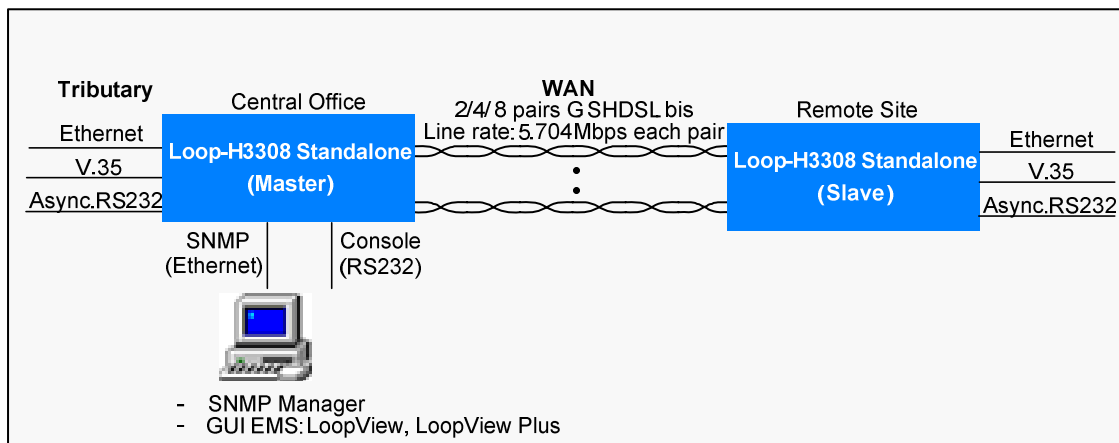 Tributary
Central Office
WAN
2/4/8 pairs G SHDSL bis
Line rate: 5.704Mbps each pair
Remote Site
Ethernet
V.35
Async.RS232
Loop-H3308 Standalone
(Master)
Loop-H3308 Standalone
(Slave)
Ethernet
V.35
Async.RS232
SNMP
(Ethernet)
Console
(RS232)
- SNMP Manager
- GUI EMS: LoopView, LoopView Plus